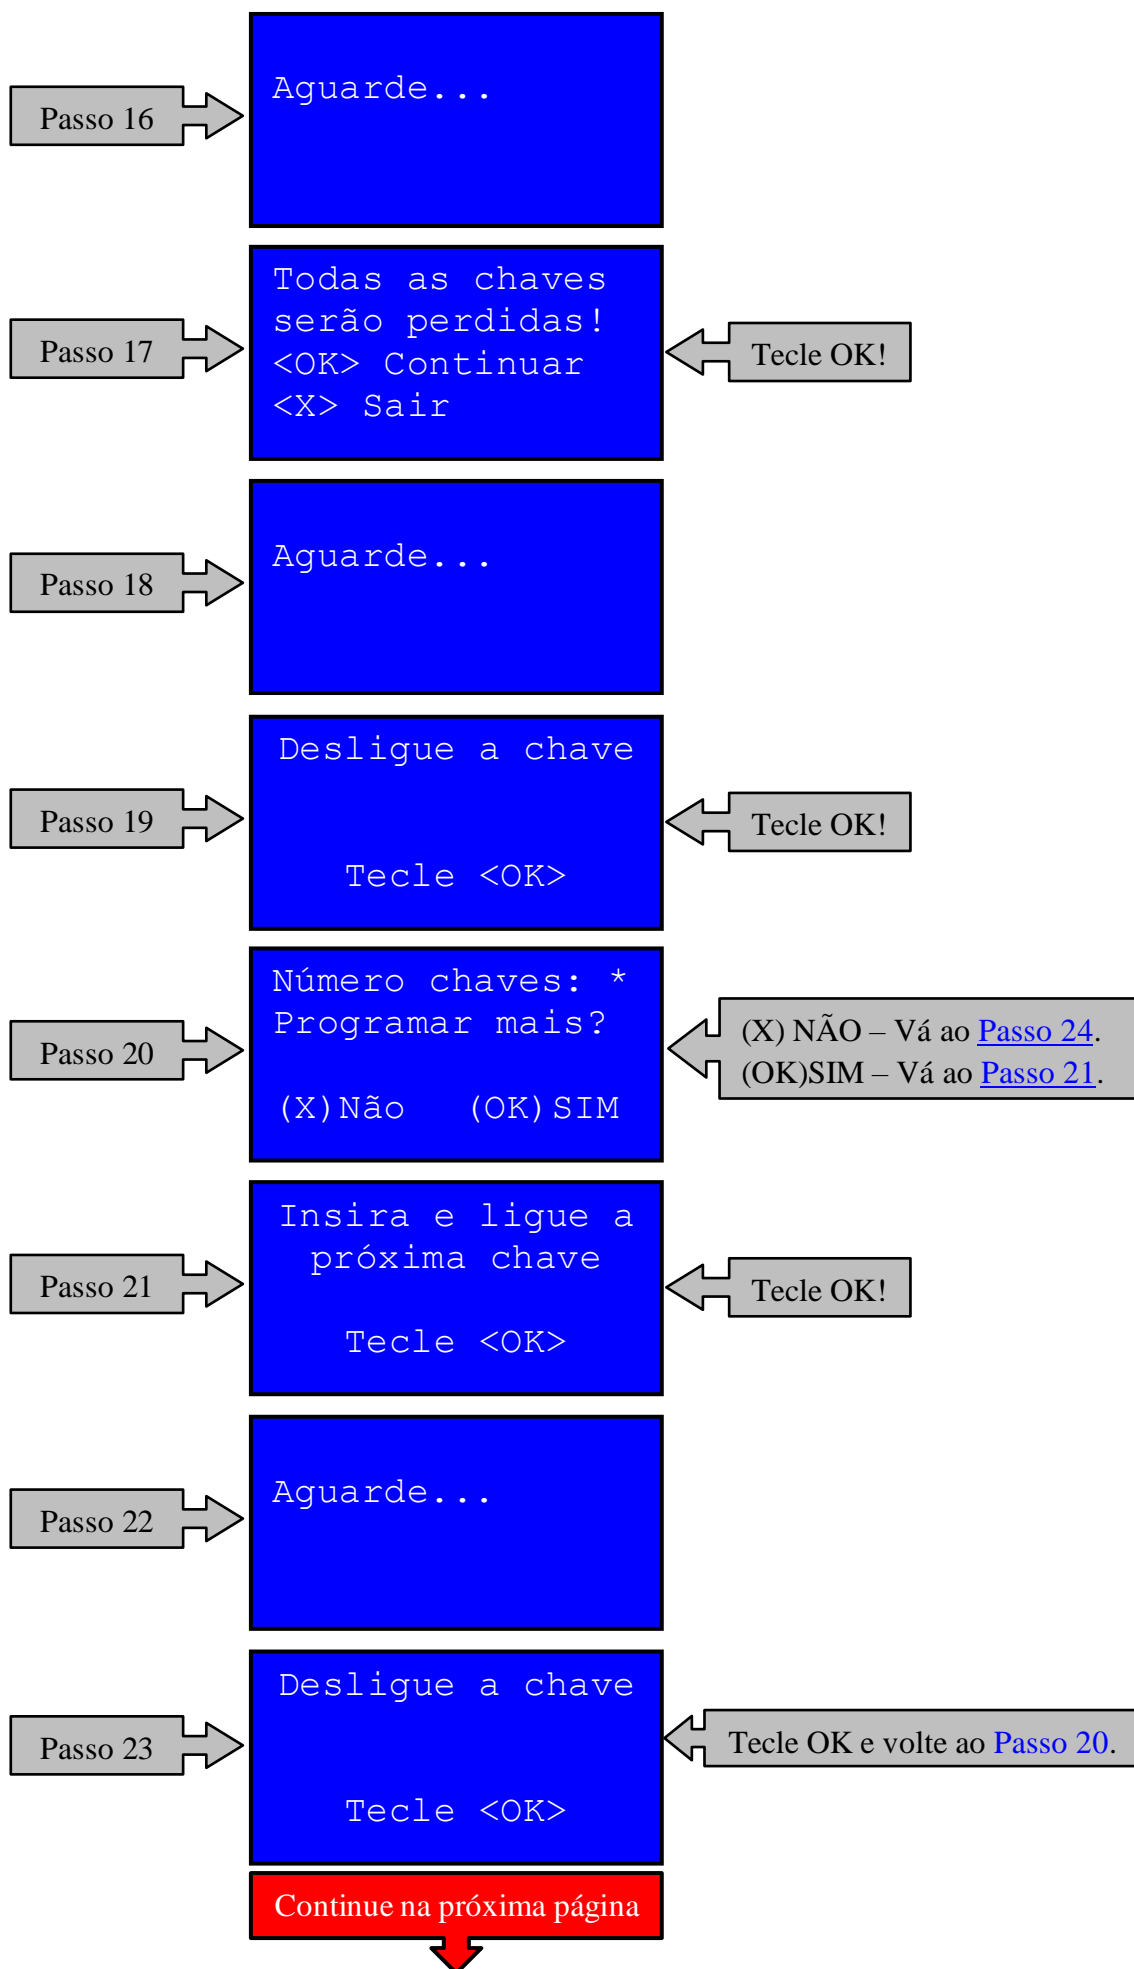 Passo 16
Aguarde...
Passo 17
Todas as chaves
serão perdidas!
<OK> Continuar
<X> Sair
Tecle OK!
Passo 18
Aguarde...
Passo 19
Desligue a chave
Tecle <OK>
Tecle OK!
Passo 20
Número chaves: *
Programar mais?
(X)Não (OK)SIM
(X) NÃO – Vá ao Passo 24.
(OK)SIM – Vá ao Passo 21.
Passo 21
Insira e ligue a
próxima chave
Tecle <OK>
Tecle OK!
Passo 22
Aguarde...
Passo 23
Desligue a chave
Tecle <OK>
Tecle OK e volte ao Passo 20.
Continue na próxima página